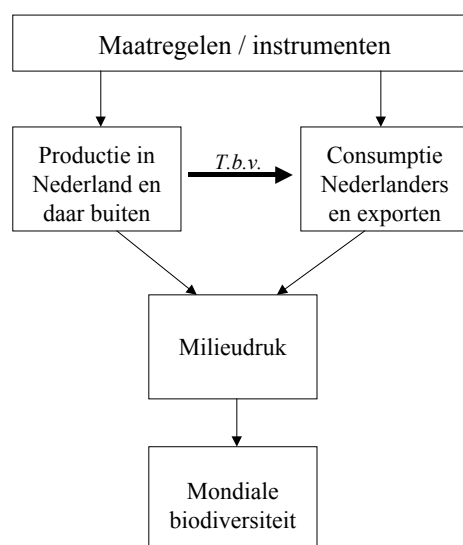 Maatregelen / instrumenten
Productie in
Nederland en
daar buiten
T.b.v.
Consumptie
Nederlanders
en exporten
Milieudruk
Mondiale
biodiversiteit